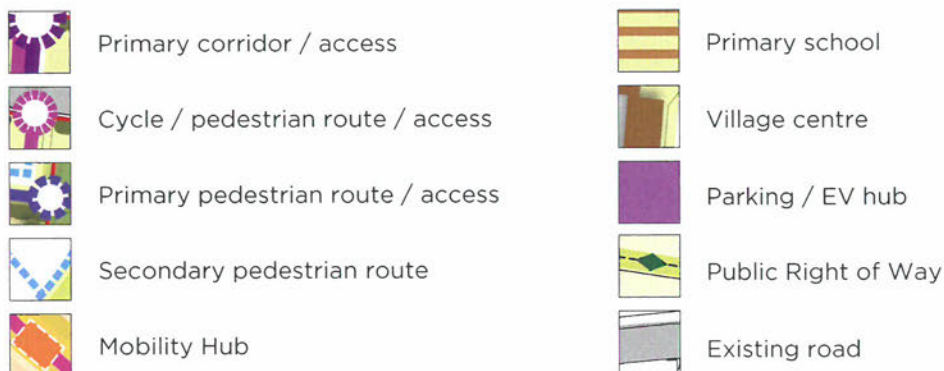 Primary corridor / access
Cycle / pedestrian route / access
Primary pedestrian route / access
Secondary pedestrian route
Mobility Hub
Primary school
Village centre
Parking / EV hub
Public Right of Way
Existing road